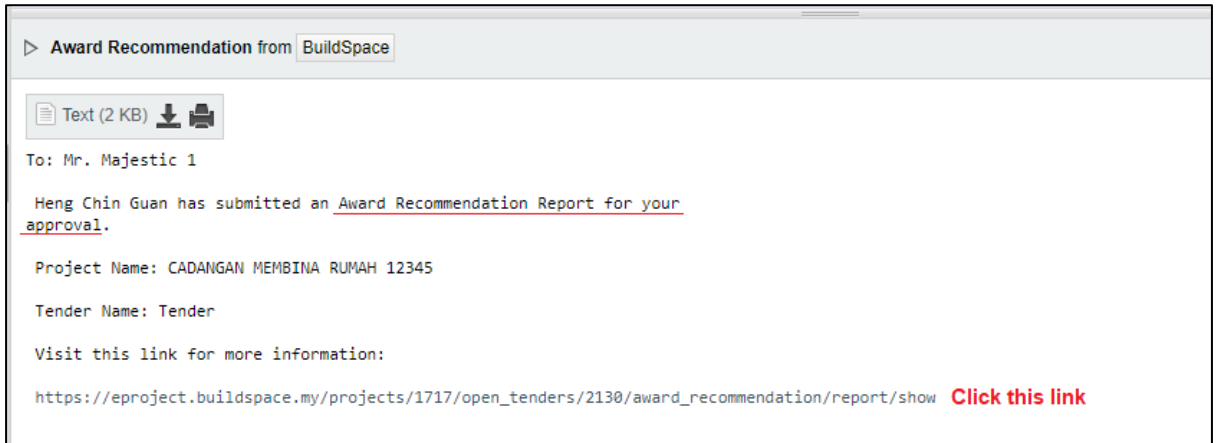 Award Recommendation from BuildSpace
Text (2 KB)
To: Mr. Majestic 1
Heng Chin Guan has submitted an Award Recommendation Report for your
approval.
Project Name: CADANGAN MEMBINA RUMAH 12345
Tender Name: Tender
Visit this link for more information:
https://eproject.buildspace.my/projects/1717/open_tenders/2130/award_recommendation/report/show Click this link